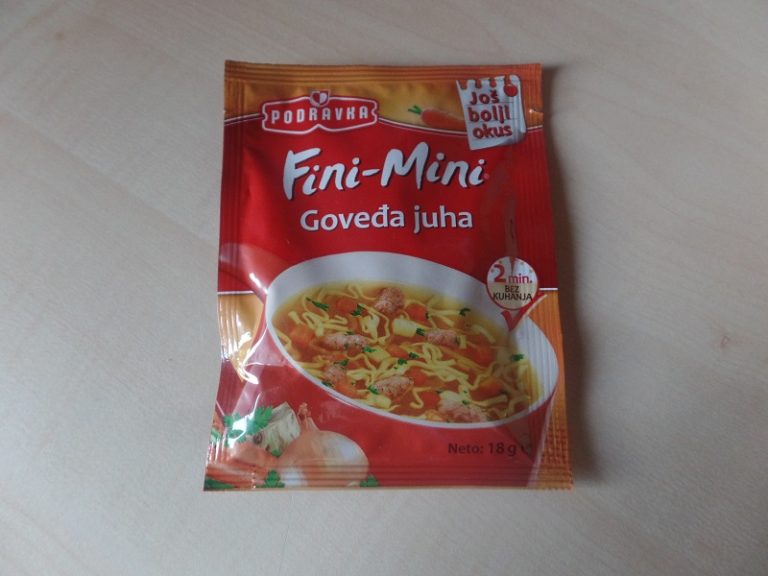 PODRAVKA
Još
bolji
okus
Fini-Mini
Goveđa juha
2 min.
BEZ
KUHANJA
Neto: 18 g e